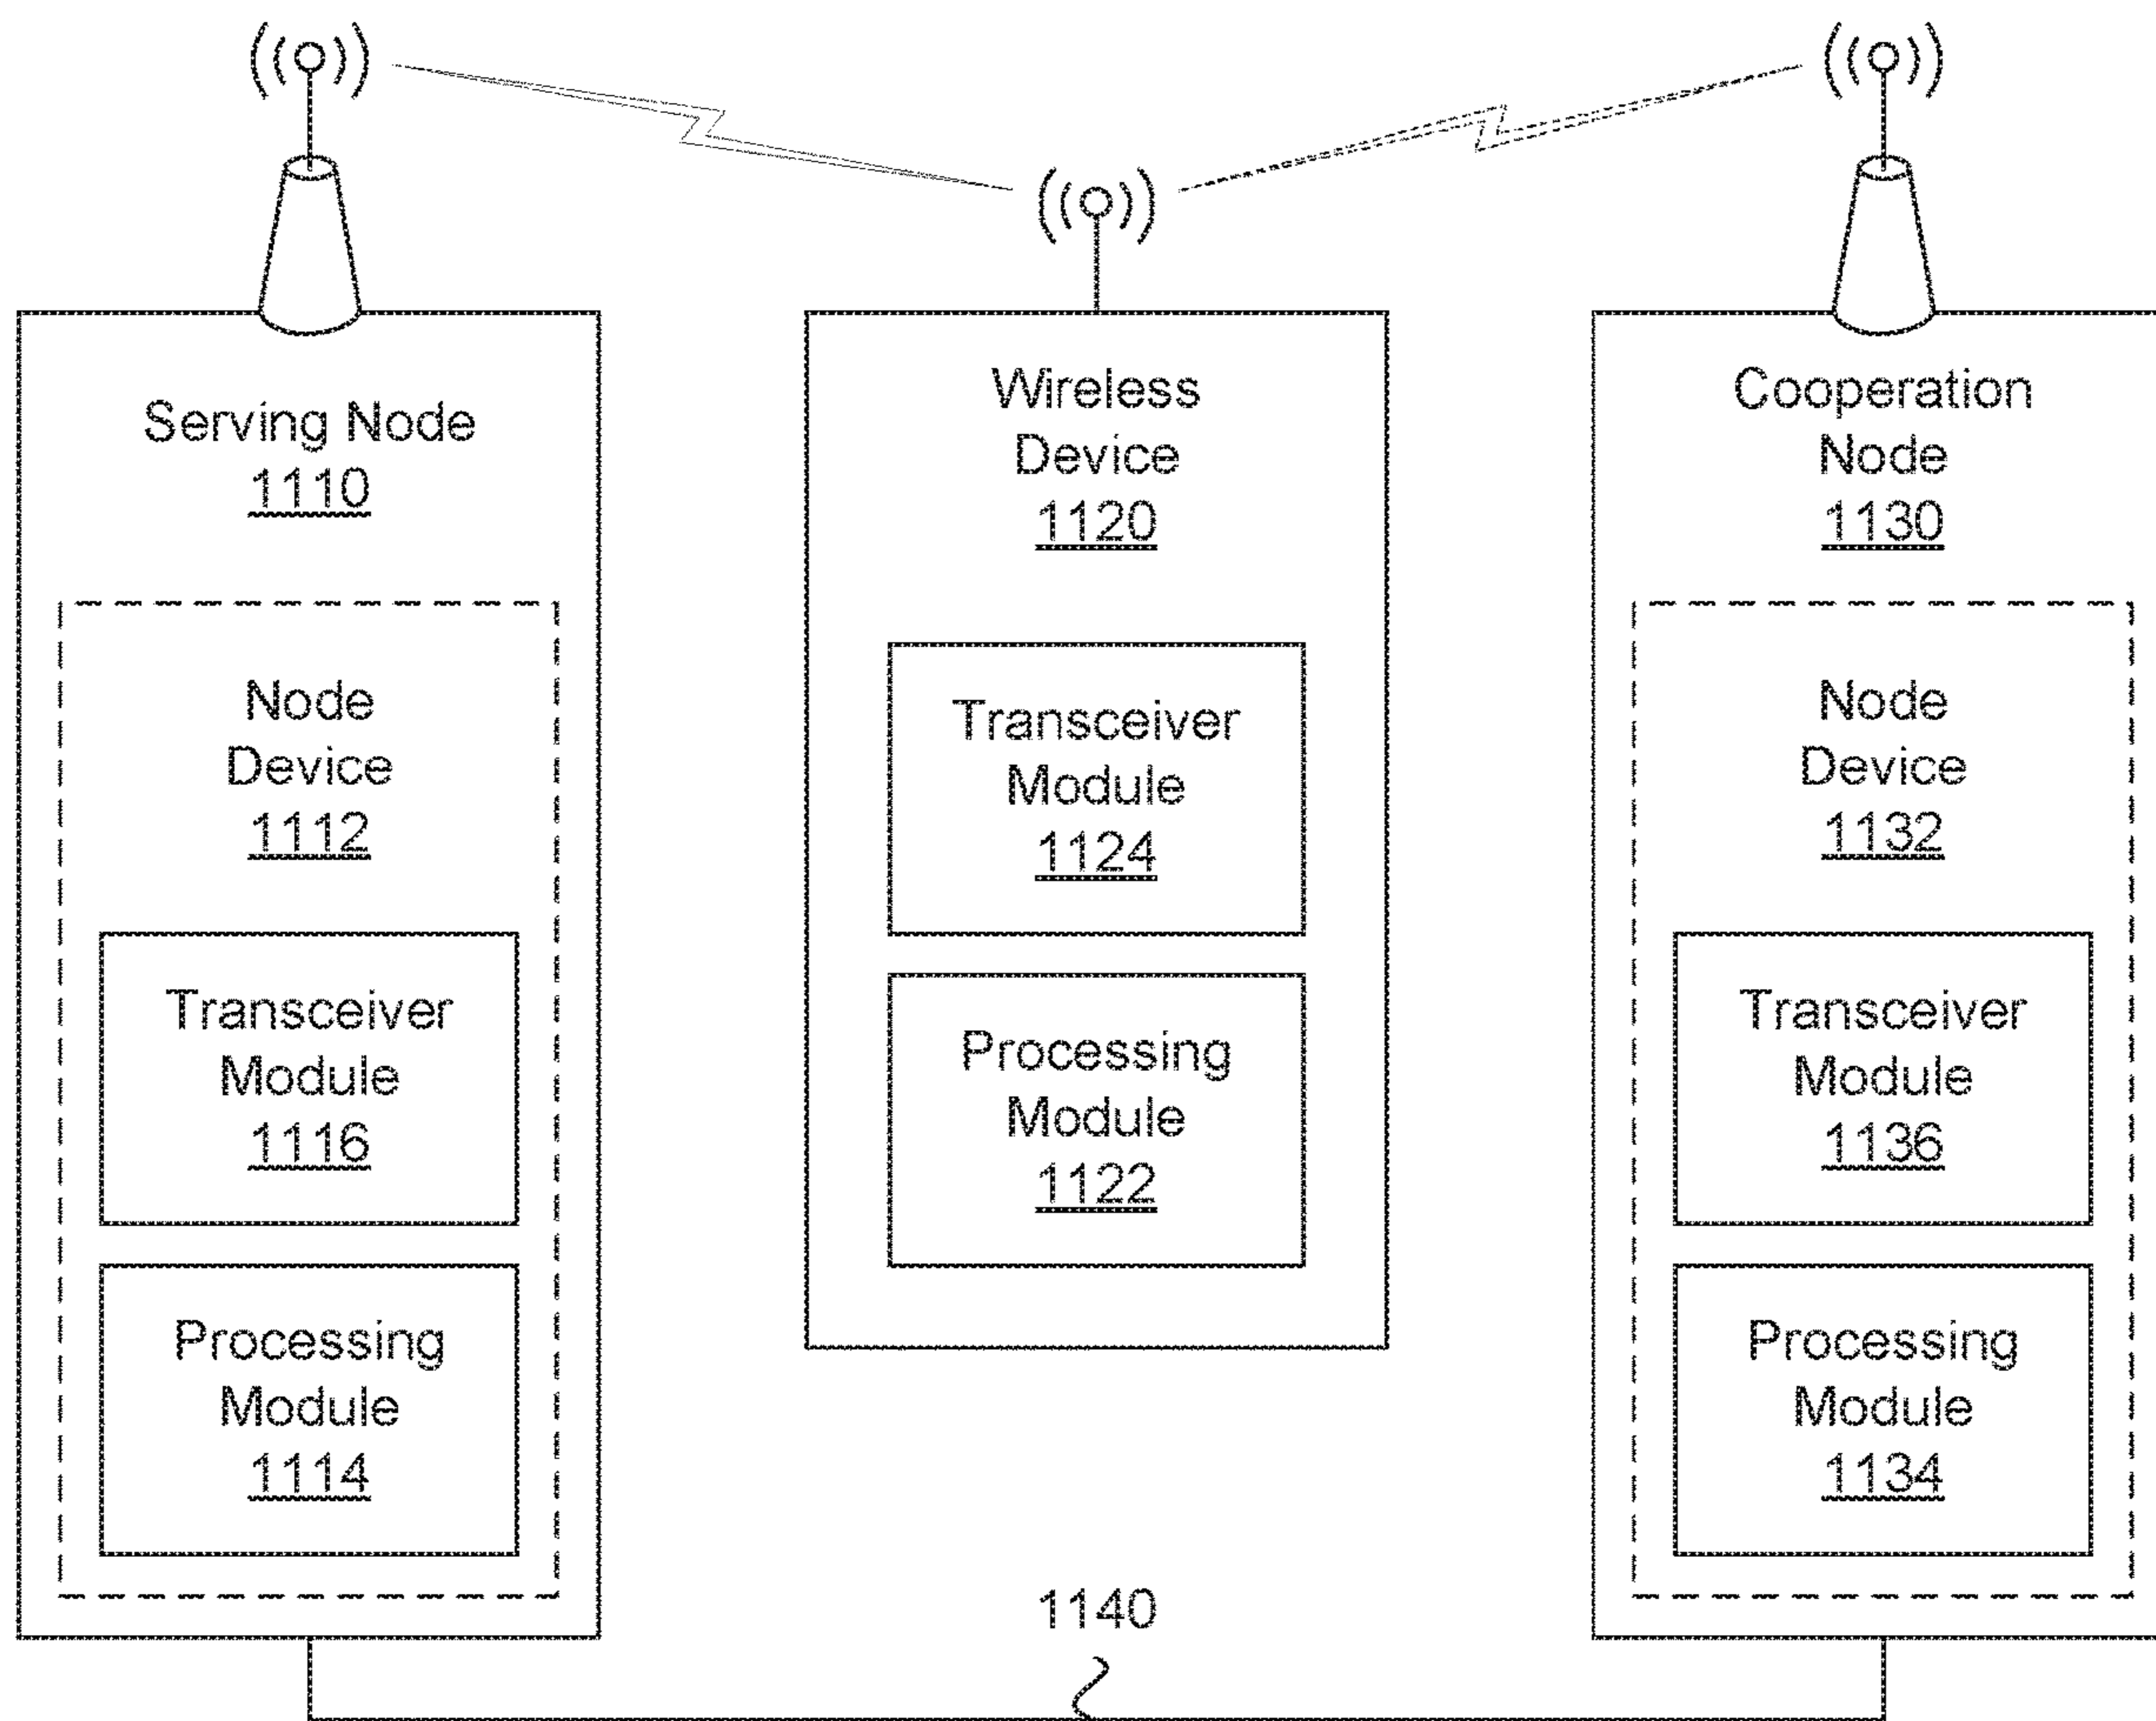 Serving Node
1110
Node
Device
1112
Transceiver
Module
1116
Processing
Module
1114
Wireless
Device
1120
Transceiver
Module
1124
Processing
Module
1122
Cooperation
Node
1130
Node
Device
1132
Transceiver
Module
1136
Processing
Module
1134
1140